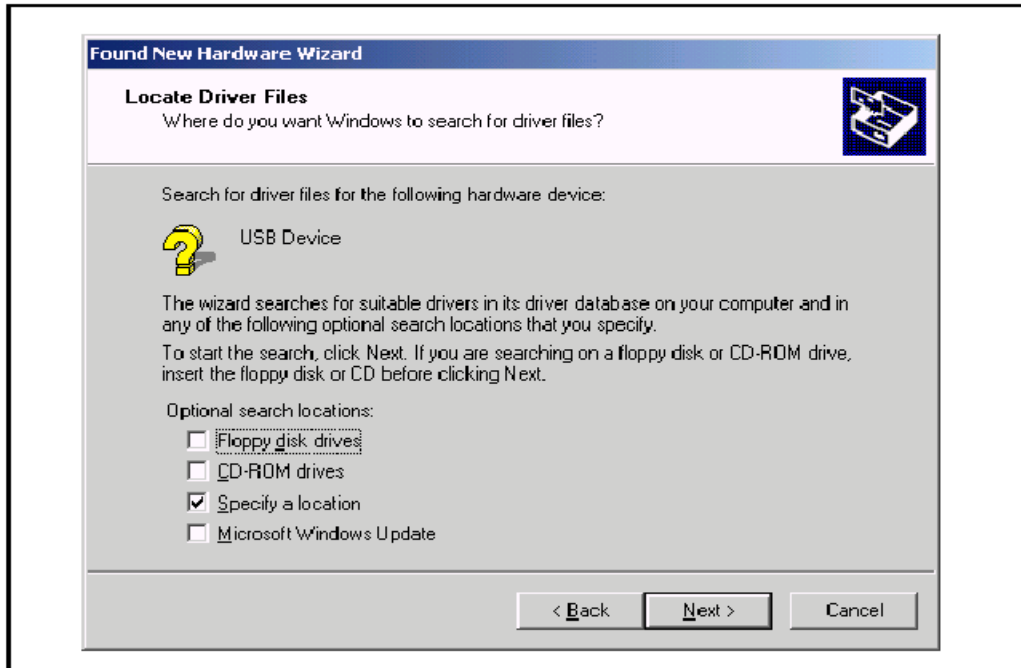 Found New Hardware Wizard
Locate Driver Files
Where do you want Windows to search for driver files?
Search for driver files for the following hardware device:
USB Device
The wizard searches for suitable drivers in its driver database on your computer and in
any of the following optional search locations that you specify.
To start the search, click Next. If you are searching on a floppy disk or CD-ROM drive,
insert the floppy disk or CD before clicking Next.
Optional search locations:
Floppy disk drives
CD-ROM drives
Specify a location
Microsoft Windows Update
< Back Next > Cancel